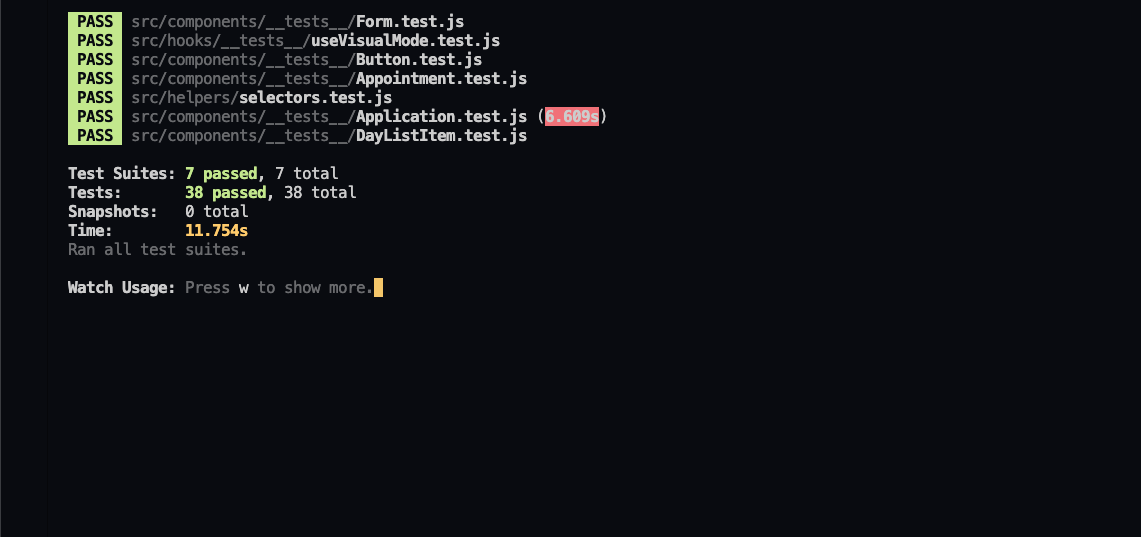 PASS src/components/__tests__/Form.test.js
PASS src/hooks/__tests__/useVisualMode.test.js
PASS src/components/__tests__/Button.test.js
PASS src/components/__tests__/Appointment.test.js
PASS src/helpers/selectors.test.js
PASS src/components/__tests__/Application.test.js (6.609s)
PASS src/components/__tests__/DayListItem.test.js
Test Suites: 7 passed, 7 total
Tests: 38 passed, 38 total
Snapshots: 0 total
Time: 11.754s
Ran all test suites.
Watch Usage: Press w to show more.